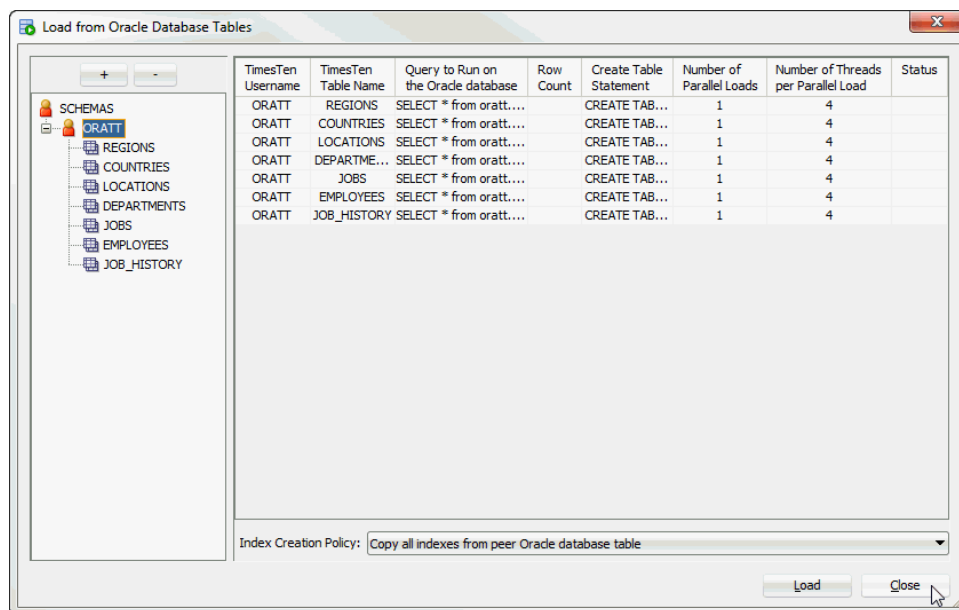 Load from Oracle Database Tables
+ -
SCHEMAS
ORATT
REGIONS
COUNTRIES
LOCATIONS
DEPARTMENTS
JOBS
EMPLOYEES
JOB_HISTORY
TimesTen TimesTen Query to Run on Row Create Table Number of Number of Threads Status
Username Table Name the Oracle database Count Statement Parallel Loads per Parallel Load
ORATT REGIONS SELECT * from oratt.... CREATE TAB... 1 4
ORATT COUNTRIES SELECT * from oratt.... CREATE TAB... 1 4
ORATT LOCATIONS SELECT * from oratt.... CREATE TAB... 1 4
ORATT DEPARTME... SELECT * from oratt.... CREATE TAB... 1 4
ORATT JOBS SELECT * from oratt.... CREATE TAB... 1 4
ORATT EMPLOYEES SELECT * from oratt.... CREATE TAB... 1 4
ORATT JOB_HISTORY SELECT * from oratt.... CREATE TAB... 1 4
Index Creation Policy: Copy all indexes from peer Oracle database table
Load Close